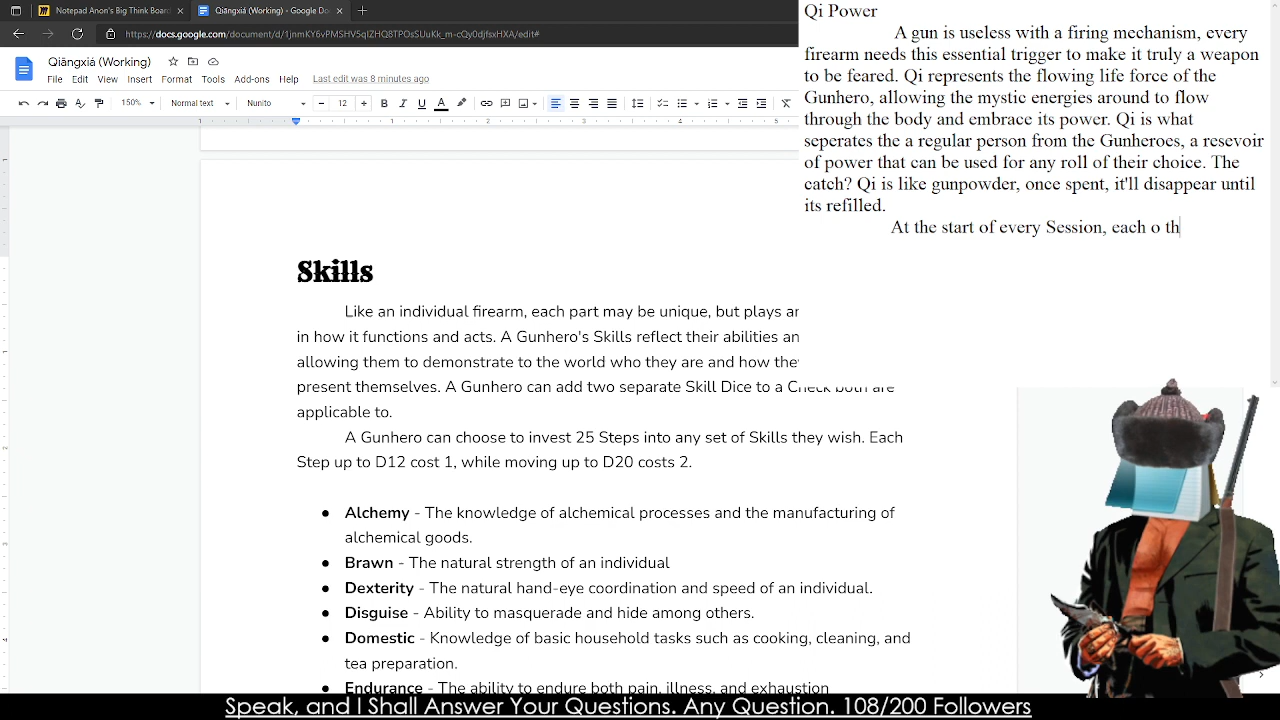 Notepad Anon's Big Think Board
Qiāngxiá (Working) - Google Do
https://docs.google.com/document/d/1jnmKY6vPMSHV5qIZHQ8TPOsSUuKk_m-cQy0djfsxHXA/edit#
Qiāngxiá (Working)
File Edit View Insert Format Tools Add-ons Help Last edit was 8 minutes ago
150% Normal text Nunito 12 B I U A
1 1 2 3 4 5
Skills
Like an individual firearm, each part may be unique, but plays an
in how it functions and acts. A Gunhero's Skills reflect their abilities an
allowing them to demonstrate to the world who they are and how they
present themselves. A Gunhero can add two separate Skill Dice to a Check both are
applicable to.
A Gunhero can choose to invest 25 Steps into any set of Skills they wish. Each
Step up to D12 cost 1, while moving up to D20 costs 2.
● Alchemy - The knowledge of alchemical processes and the manufacturing of
alchemical goods.
● Brawn - The natural strength of an individual
● Dexterity - The natural hand-eye coordination and speed of an individual.
● Disguise - Ability to masquerade and hide among others.
● Domestic - Knowledge of basic household tasks such as cooking, cleaning, and
tea preparation.
● Endurance - The ability to endure both pain, illness, and exhaustion
Qi Power
A gun is useless with a firing mechanism, every
firearm needs this essential trigger to make it truly a weapon
to be feared. Qi represents the flowing life force of the
Gunhero, allowing the mystic energies around to flow
through the body and embrace its power. Qi is what
seperates the a regular person from the Gunheroes, a resevoir
of power that can be used for any roll of their choice. The
catch? Qi is like gunpowder, once spent, it'll disappear until
its refilled.
At the start of every Session, each o th
Speak, and I Shall Answer Your Questions. Any Question. 108/200 Followers